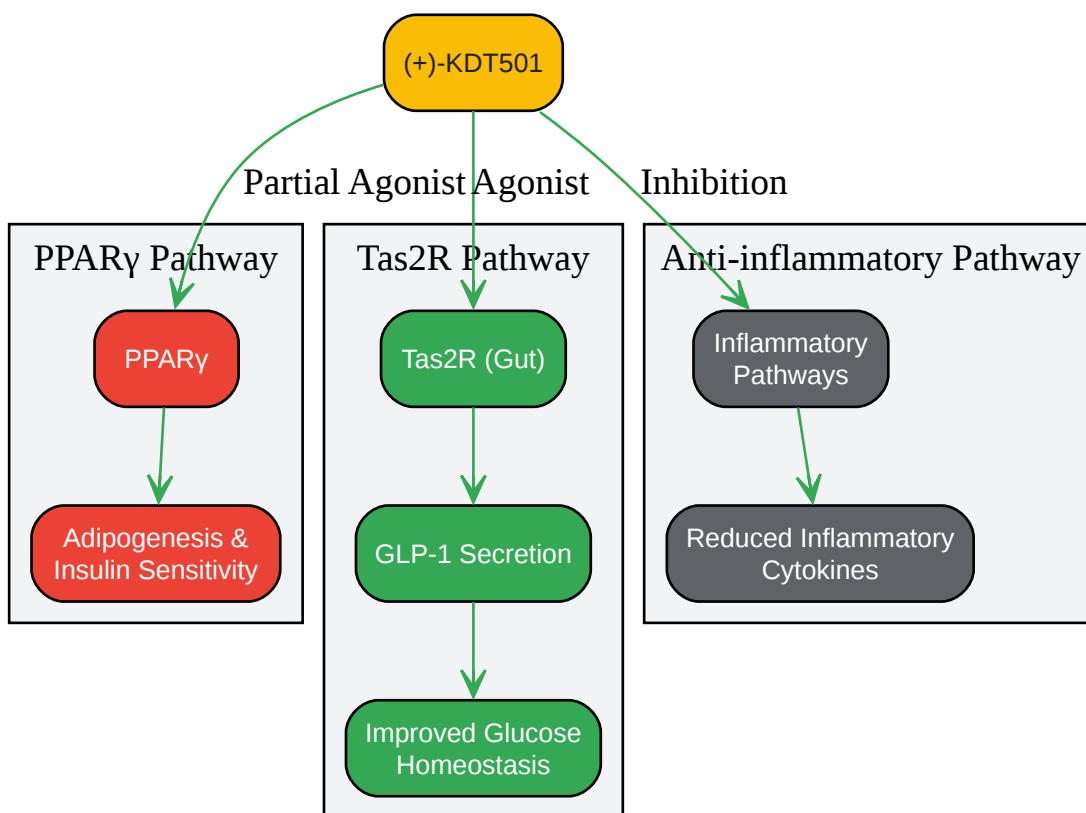 (+)-KDT501
Partial Agonist
Agonist
Inhibition
PPARγ Pathway
Tas2R Pathway
Anti-inflammatory Pathway
PPARγ
Tas2R (Gut)
Inflammatory
Pathways
Adipogenesis &
Insulin Sensitivity
GLP-1 Secretion
Reduced Inflammatory
Cytokines
Improved Glucose
Homeostasis